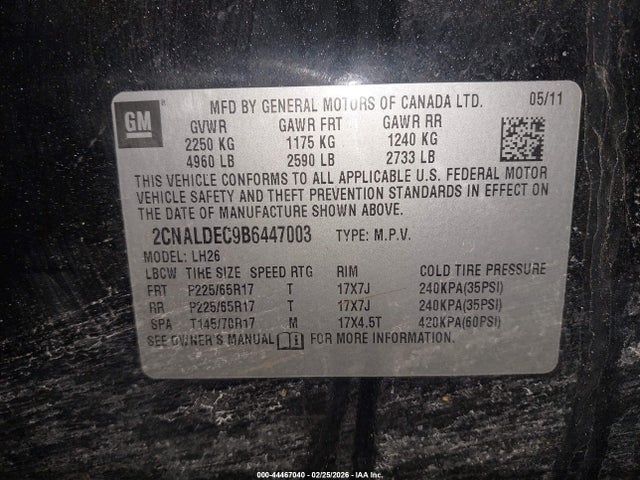 GM
MFD BY GENERAL MOTORS OF CANADA LTD. 05/11
GVWR GAWR FRT GAWR RR
2250 KG 1175 KG 1240 KG
4960 LB 2590 LB 2733 LB
THIS VEHICLE CONFORMS TO ALL APPLICABLE U.S. FEDERAL MOTOR
VEHICLE SAFETY AND THEFT PREVENTION STANDARDS IN EFFECT ON
THE DATE OF MANUFACTURE SHOWN ABOVE.
2CNALDEC9B6447003 TYPE: M.P.V.
MODEL: LH26
LBCW TIRE SIZE SPEED RTG RIM COLD TIRE PRESSURE
FRT P225/65R17 T 17X7J 240KPA(35PSI)
RR P225/65R17 T 17X7J 240KPA(35PSI)
SPA T145/70R17 M 17X4.5T 420KPA(60PSI)
SEE OWNER'S MANUAL FOR MORE INFORMATION.
000-44467040 - 02/25/2026 - IAA Inc.